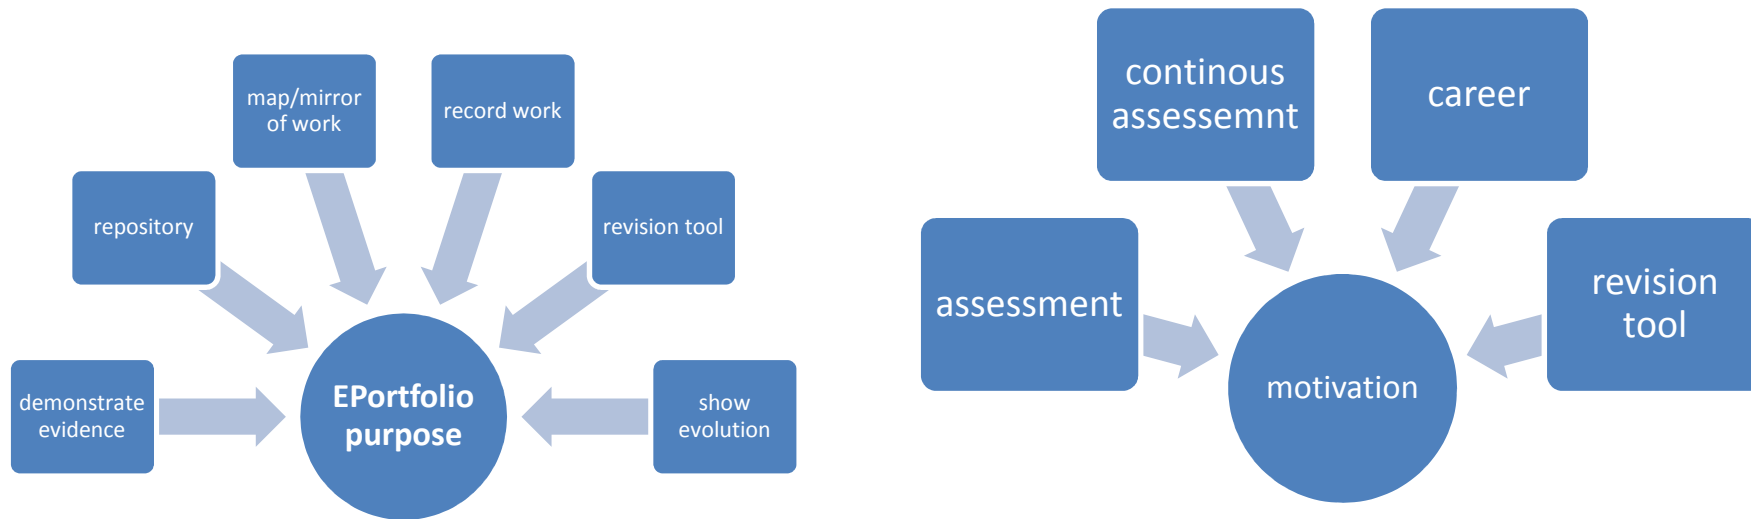 map/mirror
of work
record work
repository
revision tool
demonstrate
evidence
EPortfolio
purpose
show
evolution
continous
assessemnt
career
assessment
revision
tool
motivation